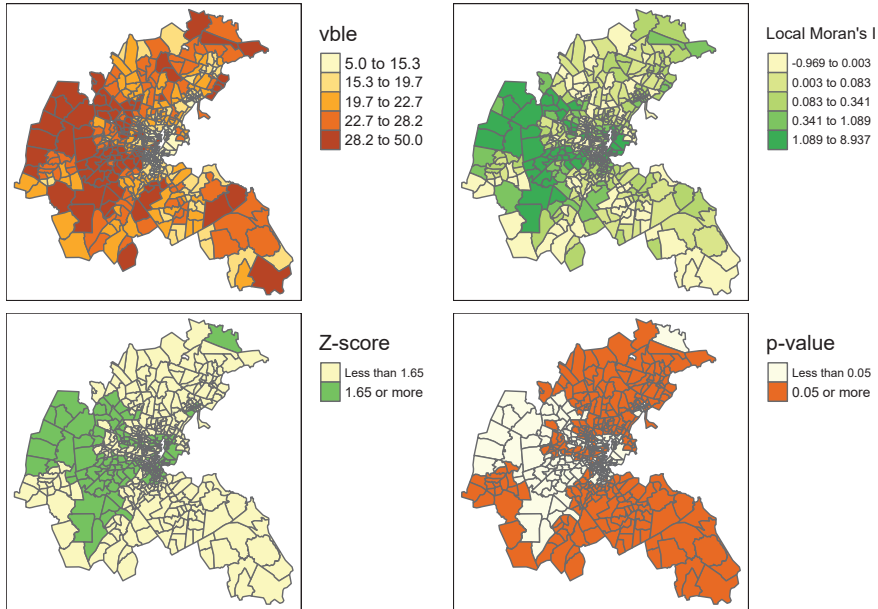 vble
5.0 to 15.3
15.3 to 19.7
19.7 to 22.7
22.7 to 28.2
28.2 to 50.0
Local Moran's I
-0.969 to 0.003
0.003 to 0.083
0.083 to 0.341
0.341 to 1.089
1.089 to 8.937
Z-score
Less than 1.65
1.65 or more
p-value
Less than 0.05
0.05 or more